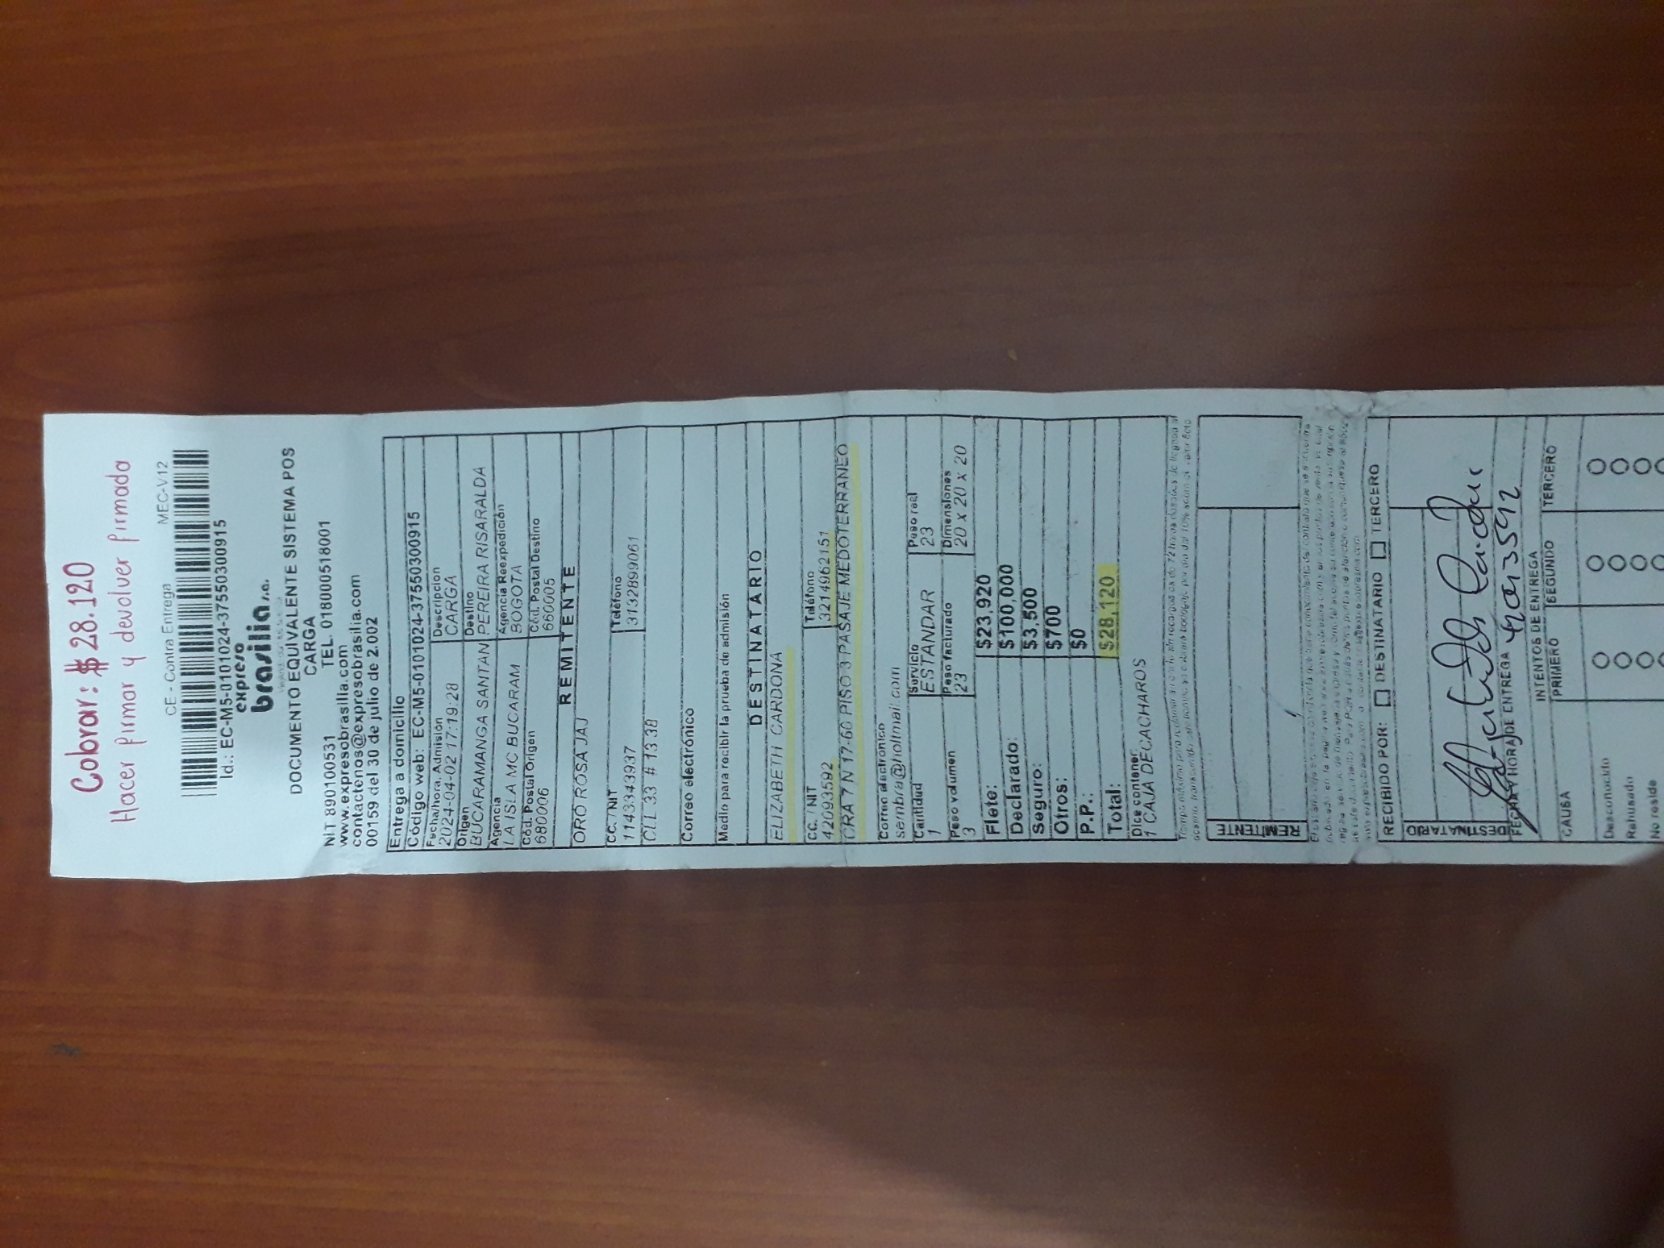 Cobrar: $ 28.120
Hacer firmar y devolver firmada
CE - Contra Entrega MEC-V12
Id.: EC-M5-0101024-37550300915
expreso
brasilia s.a.
DOCUMENTO EQUIVALENTE SISTEMA POS
CARGA
NIT 890100531 TEL. 018000518001
www.expresobrasilia.com
contactenos@expresobrasilia.com
00159 del 30 de julio de 2.002
Entrega a domicilio
Código web: EC-M5-0101024-37550300915
Fecha/hora. Admisión Descripción
2024-04-02 17:19:28 CARGA
Origen Destino
BUCARAMANGA SANTAN PEREIRA RISARALDA
Agencia Agencia Reexpedición
LA ISLA MC BUCARAM BOGOTA
Cód. Postal Origen Cód. Postal Destino
680006 660005
REMITENTE
ORO ROSA JAJ
CC. / NIT Teléfono
1143343937 3132899061
CLL 33 # 13 38
Correo electrónico
Medio para recibir la prueba de admisión
DESTINATARIO
ELIZABETH CARDONA
CC. / NIT Teléfono
42093592 3214962151
CRA 7 N 17-60 PISO 3 PASAJE MEDOTERRANEO
Correo electrónico
Cantidad Servicio Peso real
1 ESTANDAR 23
Peso volumen Peso facturado Dimensiones
3 23 20 x 20 x 20
Flete: $23,920
Declarado: $100,000
Seguro: $3,500
Otros: $700
P.P.: $0
Total: $28,120
Dice contener:
1 CAJA DECACHAROS
REMITENTE
RECIBIDO POR: DESTINATARIO TERCERO
DESTINATARIO
FECHA Y HORA DE ENTREGA
INTENTOS DE ENTREGA
CAUSA PRIMERO SEGUNDO TERCERO
Desconocido
Rehusado
No reside